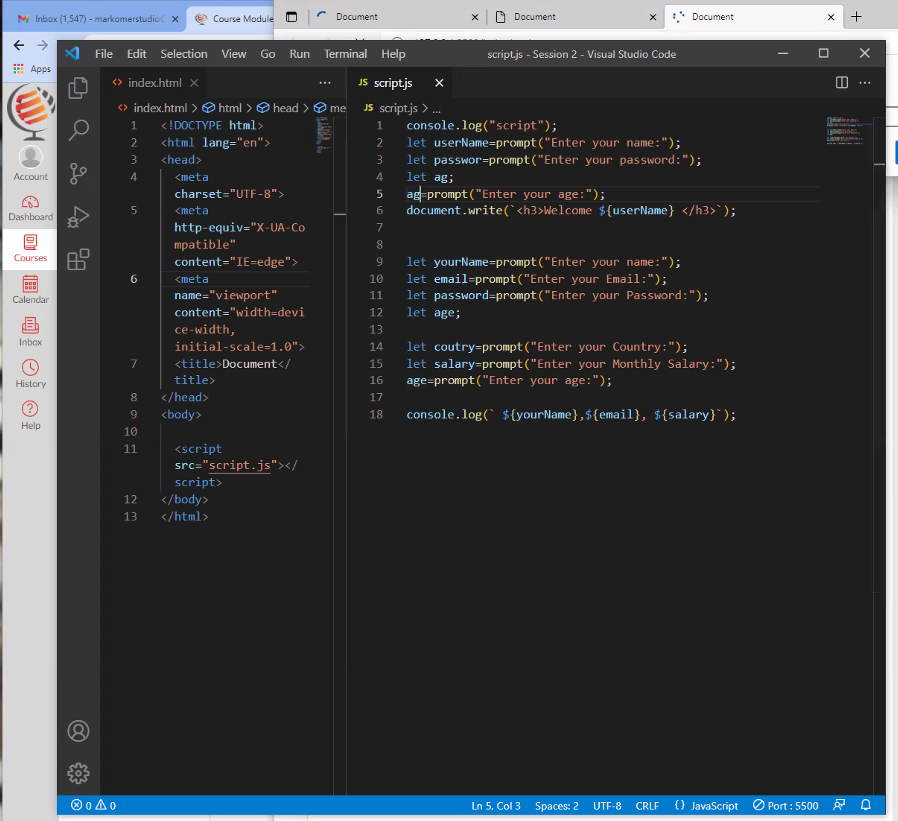 Inbox (1,547) - markomerstudio
Course Module
Document
Document
Document
Apps
File Edit Selection View Go Run Terminal Help
script.js - Session 2 - Visual Studio Code
Account
Dashboard
Courses
Calendar
Inbox
History
Help
index.html
index.html > html > head > me
1 <!DOCTYPE html>
2 <html lang="en">
3 <head>
4 <meta
charset="UTF-8">
5 <meta
http-equiv="X-UA-Co
mpatible"
content="IE=edge">
6 <meta
name="viewport"
content="width=devi
ce-width,
initial-scale=1.0">
7 <title>Document</
title>
8 </head>
9 <body>
10
11 <script
src="script.js"></
script>
12 </body>
13 </html>
JS script.js
JS script.js > ...
1 console.log("script");
2 let userName=prompt("Enter your name:");
3 let passwor=prompt("Enter your password:");
4 let ag;
5 ag=prompt("Enter your age:");
6 document.write(`<h3>Welcome ${userName} </h3>`);
7
8
9 let yourName=prompt("Enter your name:");
10 let email=prompt("Enter your Email:");
11 let password=prompt("Enter your Password:");
12 let age;
13
14 let coutry=prompt("Enter your Country:");
15 let salary=prompt("Enter your Monthly Salary:");
16 age=prompt("Enter your age:");
17
18 console.log(` ${yourName},${email}, ${salary}`);
0 0
Ln 5, Col 3 Spaces: 2 UTF-8 CRLF {} JavaScript Port : 5500